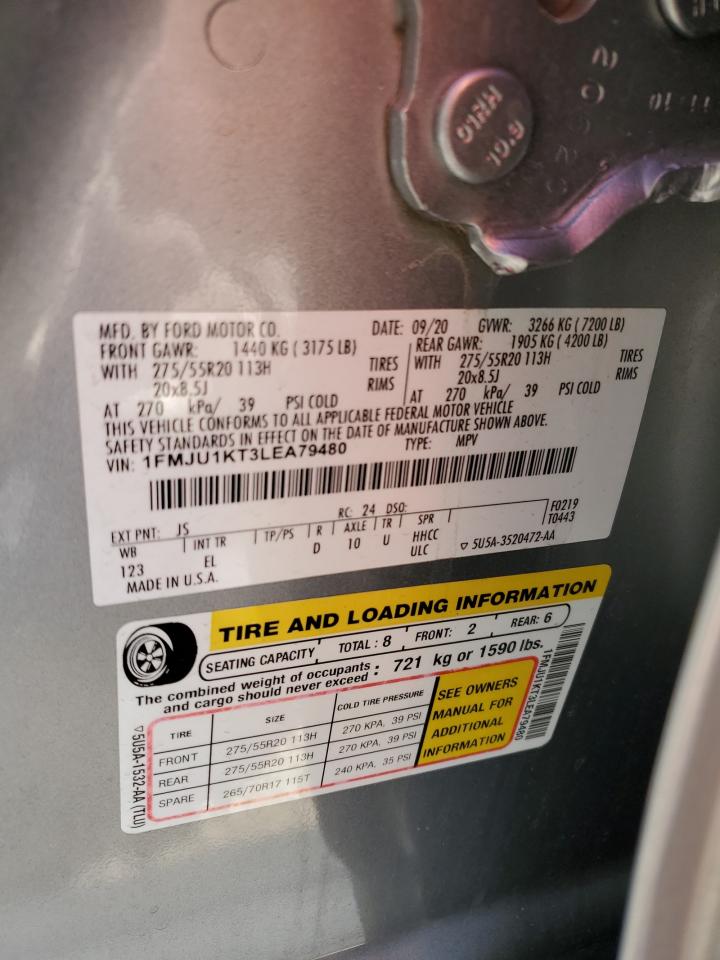 MFD. BY FORD MOTOR CO. DATE: 09/20 GVWR: 3266 KG ( 7200 LB)
FRONT GAWR: 1440 KG ( 3175 LB) REAR GAWR: 1905 KG ( 4200 LB)
WITH 275/55R20 113H TIRES WITH 275/55R20 113H TIRES
20x8.5J RIMS 20x8.5J RIMS
AT 270 kPa/ 39 PSI COLD AT 270 kPa/ 39 PSI COLD
THIS VEHICLE CONFORMS TO ALL APPLICABLE FEDERAL MOTOR VEHICLE
SAFETY STANDARDS IN EFFECT ON THE DATE OF MANUFACTURE SHOWN ABOVE.
VIN: 1FMJU1KT3LEA79480 TYPE: MPV
F0219
EXT PNT: JS RC: 24 DSO: T0443
WB INT TR TP/PS R AXLE TR SPR
123 EL D 10 U HHCC
ULC ▽ 5U5A-3520472-AA
MADE IN U.S.A.
TIRE AND LOADING INFORMATION
SEATING CAPACITY TOTAL : 8 FRONT: 2 REAR: 6
The combined weight of occupants and cargo should never exceed : 721 kg or 1590 lbs.
TIRE SIZE COLD TIRE PRESSURE
FRONT 275/55R20 113H 270 KPA, 39 PSI
REAR 275/55R20 113H 270 KPA, 39 PSI
SPARE 265/70R17 115T 240 KPA, 35 PSI
SEE OWNERS
MANUAL FOR
ADDITIONAL
INFORMATION
▽5U5A-1532-AA (TLU)
1FMJU1KT3LEA79480